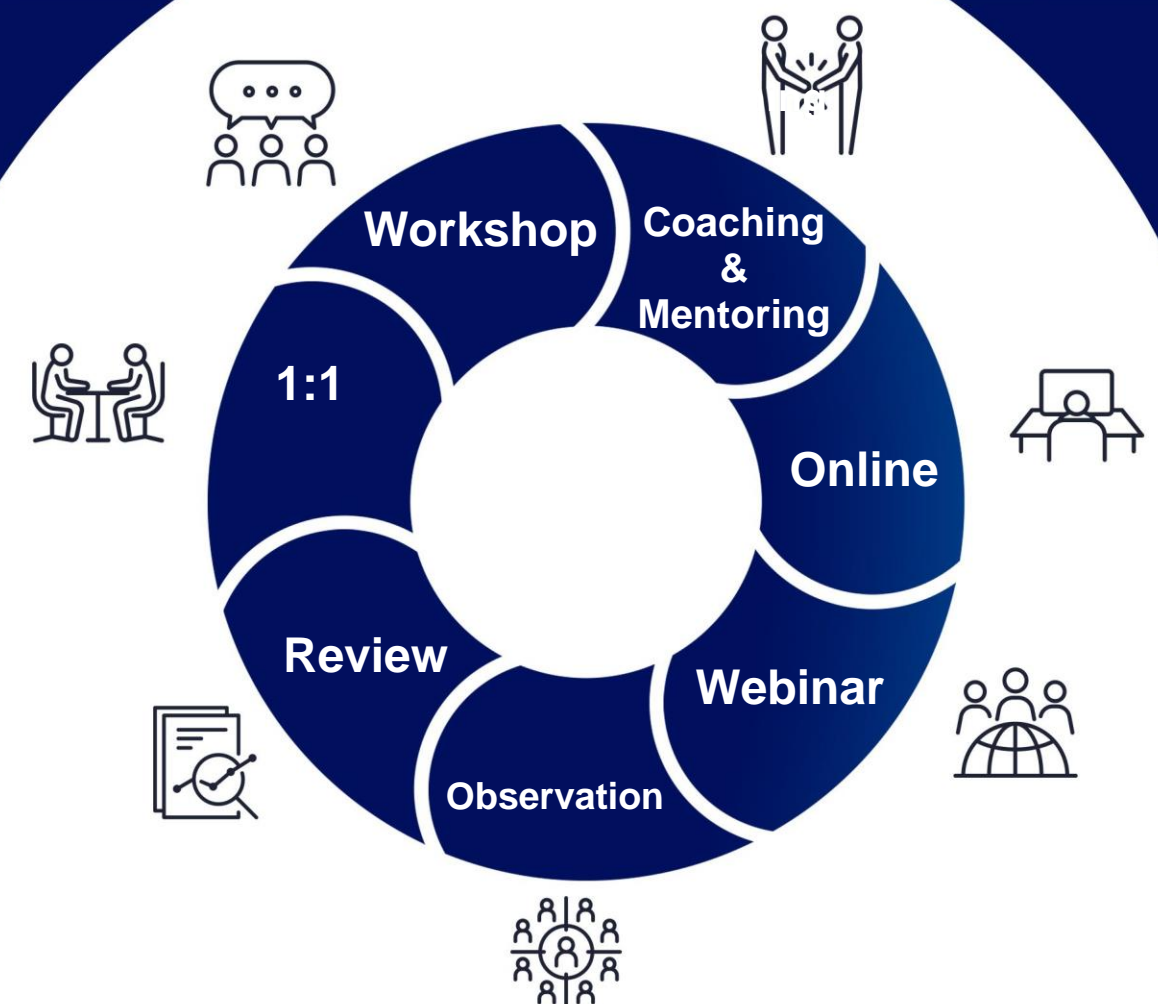 Workshop
Coaching
&
Mentoring
1:1
Online
Review
Webinar
Observation